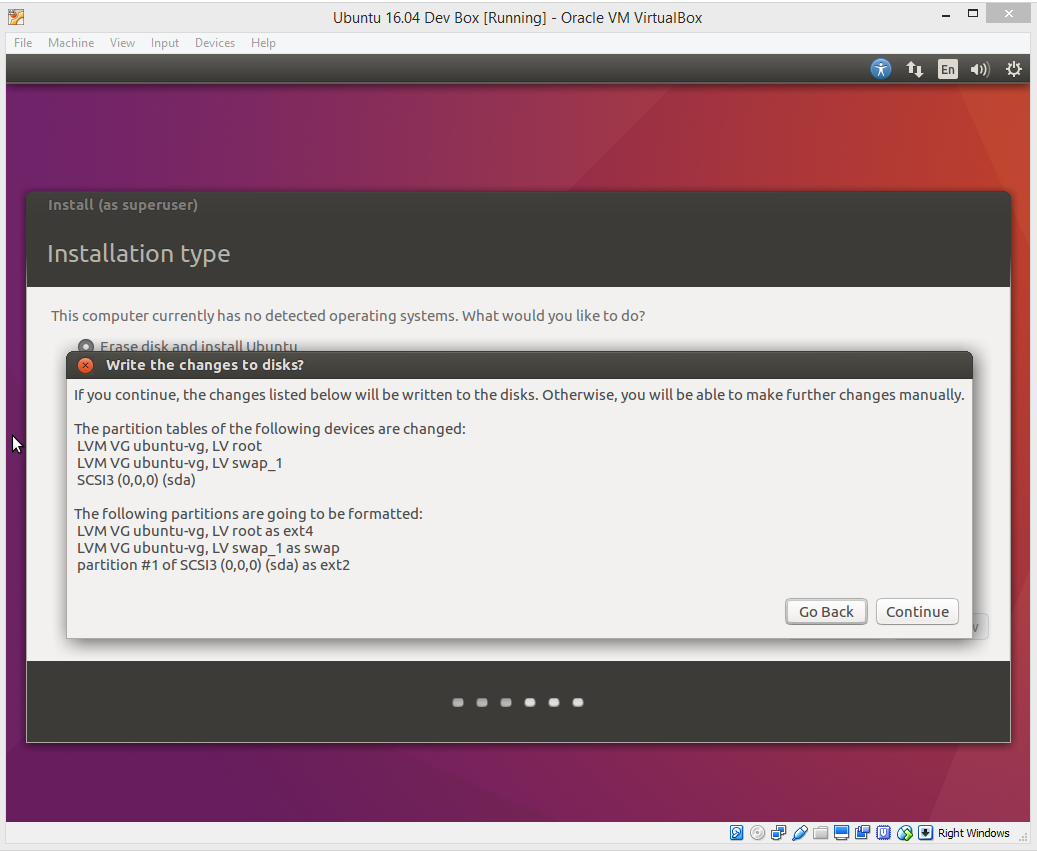 Ubuntu 16.04 Dev Box [Running] - Oracle VM VirtualBox
File Machine View Input Devices Help
En
Install (as superuser)
Installation type
This computer currently has no detected operating systems. What would you like to do?
Erase disk and install Ubuntu
Write the changes to disks?
If you continue, the changes listed below will be written to the disks. Otherwise, you will be able to make further changes manually.
The partition tables of the following devices are changed:
LVM VG ubuntu-vg, LV root
LVM VG ubuntu-vg, LV swap_1
SCSI3 (0,0,0) (sda)
The following partitions are going to be formatted:
LVM VG ubuntu-vg, LV root as ext4
LVM VG ubuntu-vg, LV swap_1 as swap
partition #1 of SCSI3 (0,0,0) (sda) as ext2
Go Back Continue
Right Windows